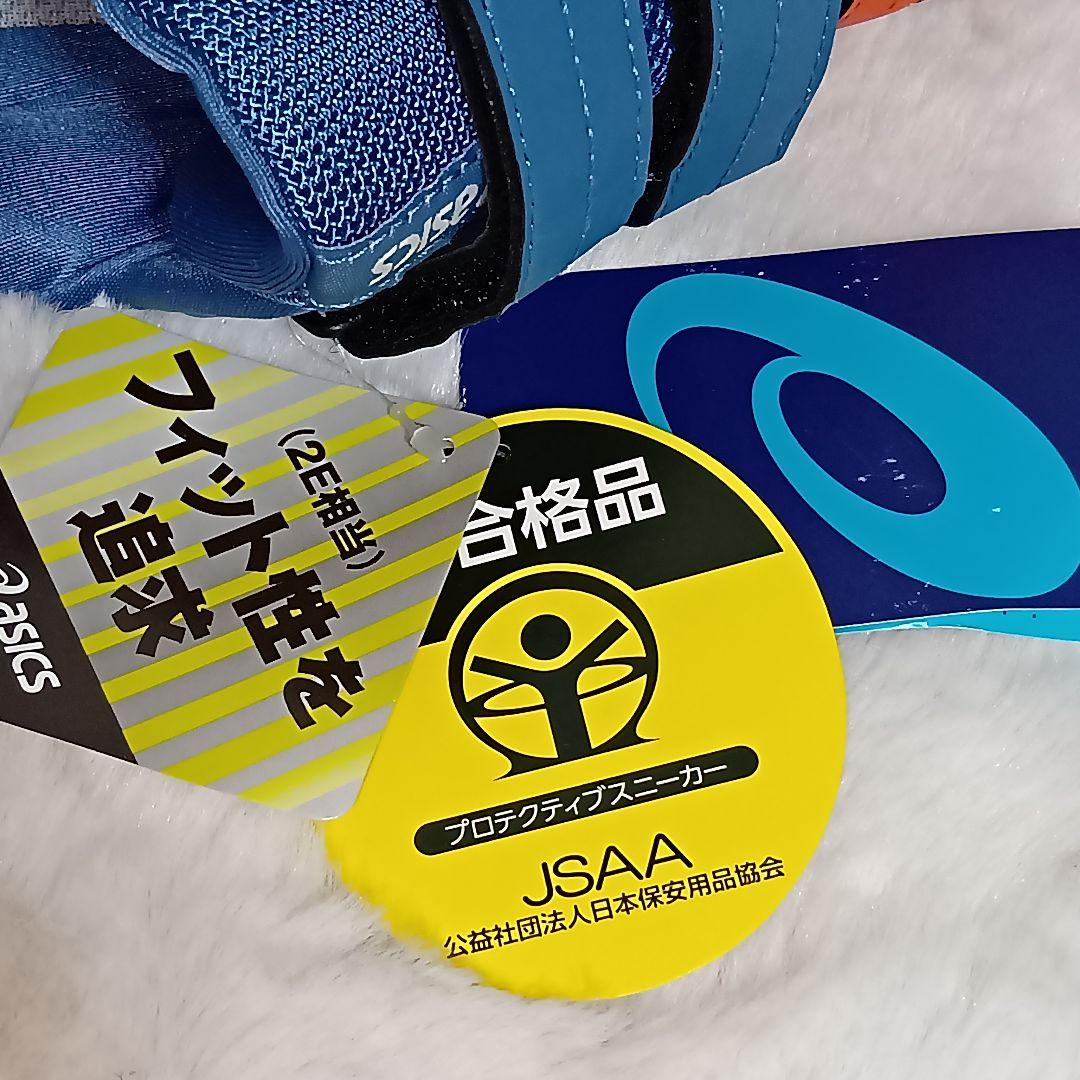 asics
フィット性を
追求
(2E相当)
asics
合格品
プロテクティブスニーカー
JSAA
公益社団法人日本保安用品協会